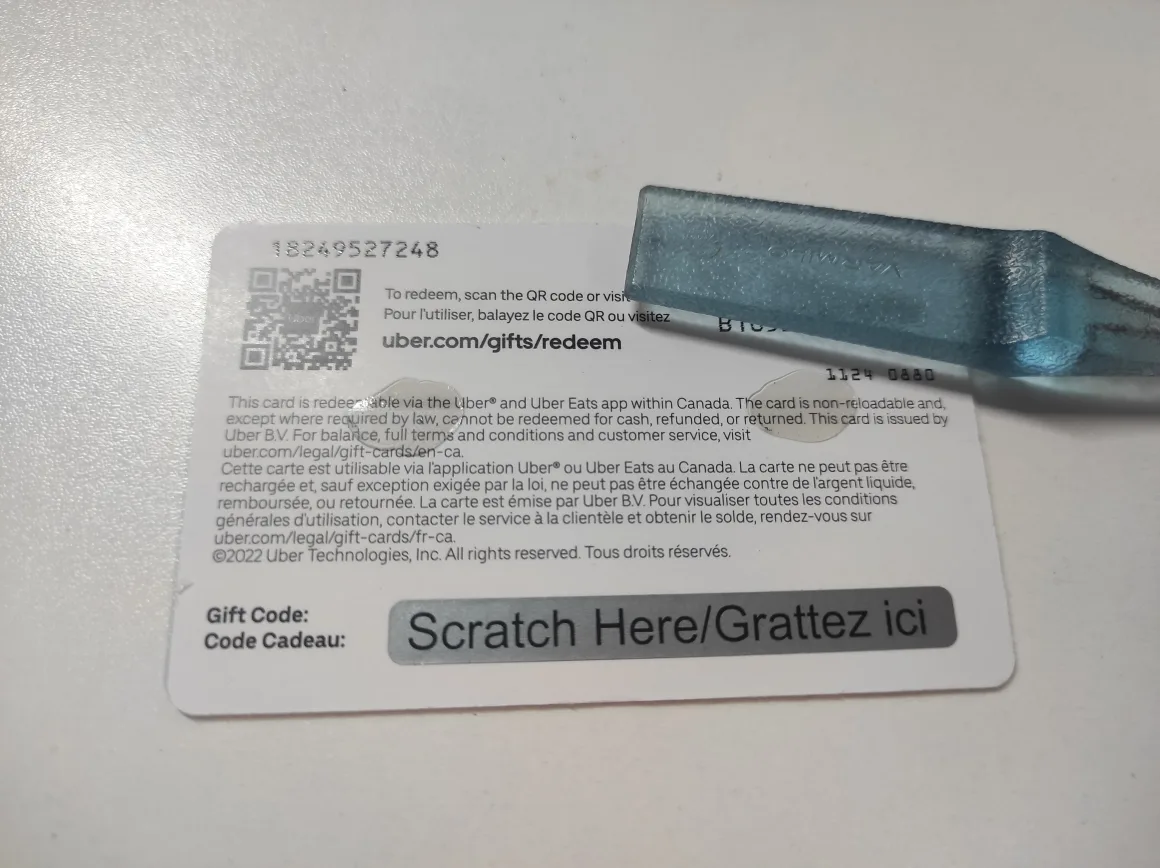 18249527248
To redeem, scan the QR code or visit
Pour l'utiliser, balayez le code QR ou visitez
uber.com/gifts/redeem
1124 0880
This card is redeemable via the Uber® and Uber Eats app within Canada. The card is non-reloadable and,
except where required by law, cannot be redeemed for cash, refunded, or returned. This card is issued by
Uber B.V. For balance, full terms and conditions and customer service, visit
uber.com/legal/gift-cards/en-ca.
Cette carte est utilisable via l'application Uber® ou Uber Eats au Canada. La carte ne peut pas être
rechargée et, sauf exception exigée par la loi, ne peut pas être échangée contre de l'argent liquide,
remboursée, ou retournée. La carte est émise par Uber B.V. Pour visualiser toutes les conditions
générales d'utilisation, contacter le service à la clientèle et obtenir le solde, rendez-vous sur
uber.com/legal/gift-cards/fr-ca.
©2022 Uber Technologies, Inc. All rights reserved. Tous droits réservés.
Gift Code:
Code Cadeau:
Scratch Here/Grattez ici